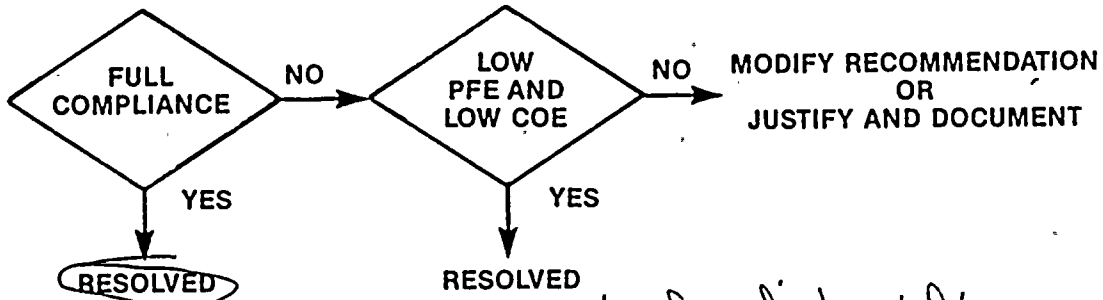 FULL
COMPLIANCE
NO
LOW
PFE AND
LOW COE
NO
MODIFY RECOMMENDATION
OR
JUSTIFY AND DOCUMENT
YES
YES
RESOLVED
RESOLVED